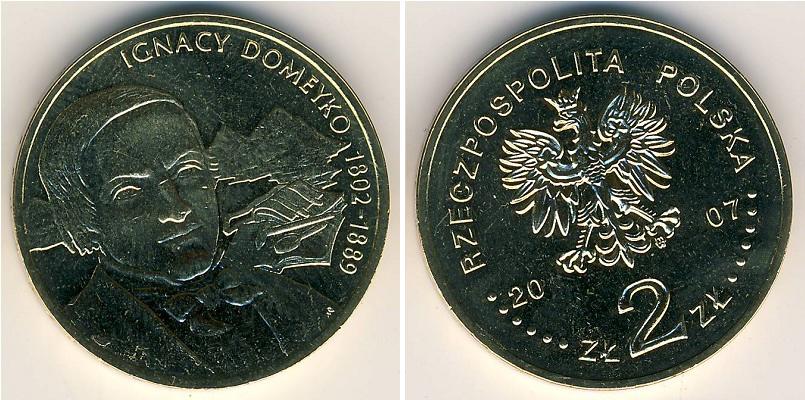 IGNACY DOMEYKO 1802-1889
RZECZPOSPOLITA POLSKA
20 07
ZŁ 2 ZŁ